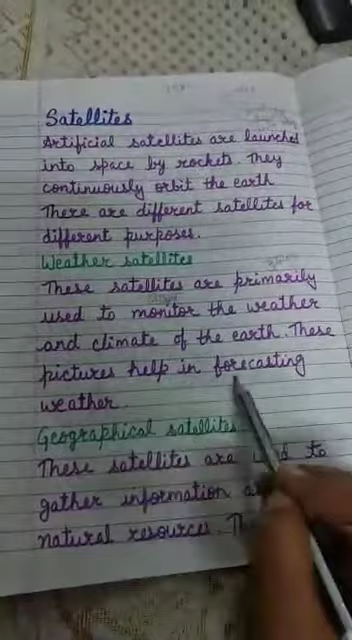 Satellites
Artificial satellites are launched
into space by rockets. They
continuously orbit the earth
There are different satellites for
different purposes.
Weather satellites
These satellites are primarily
used to monitor the weather
and climate of the earth. These
pictures help in forecasting
weather.
Geographical satellites
These satellites are to
gather information
natural resources.